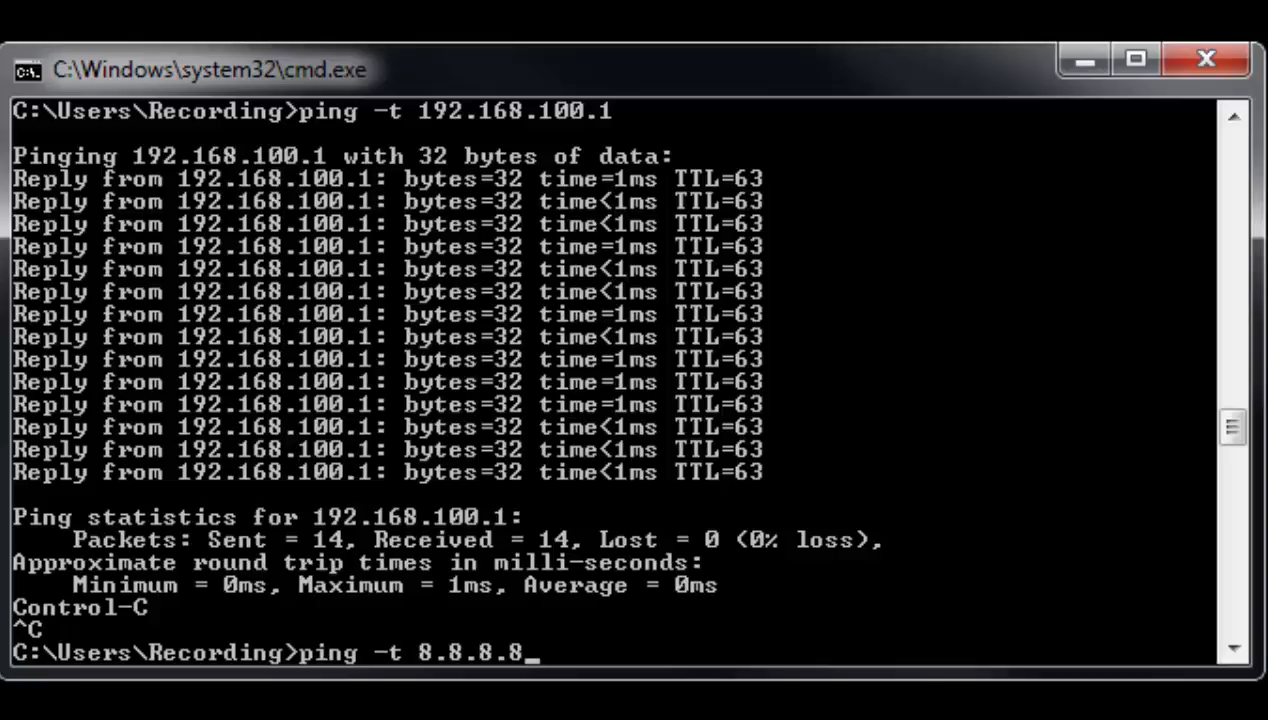 C:\Windows\system32\cmd.exe
C:\Users\Recording>ping -t 192.168.100.1
Pinging 192.168.100.1 with 32 bytes of data:
Reply from 192.168.100.1: bytes=32 time=1ms TTL=63
Reply from 192.168.100.1: bytes=32 time<1ms TTL=63
Reply from 192.168.100.1: bytes=32 time<1ms TTL=63
Reply from 192.168.100.1: bytes=32 time=1ms TTL=63
Reply from 192.168.100.1: bytes=32 time<1ms TTL=63
Reply from 192.168.100.1: bytes=32 time<1ms TTL=63
Reply from 192.168.100.1: bytes=32 time=1ms TTL=63
Reply from 192.168.100.1: bytes=32 time<1ms TTL=63
Reply from 192.168.100.1: bytes=32 time=1ms TTL=63
Reply from 192.168.100.1: bytes=32 time=1ms TTL=63
Reply from 192.168.100.1: bytes=32 time=1ms TTL=63
Reply from 192.168.100.1: bytes=32 time<1ms TTL=63
Reply from 192.168.100.1: bytes=32 time<1ms TTL=63
Reply from 192.168.100.1: bytes=32 time<1ms TTL=63
Ping statistics for 192.168.100.1:
Packets: Sent = 14, Received = 14, Lost = 0 (0% loss),
Approximate round trip times in milli-seconds:
Minimum = 0ms, Maximum = 1ms, Average = 0ms
Control-C
^C
C:\Users\Recording>ping -t 8.8.8.8_